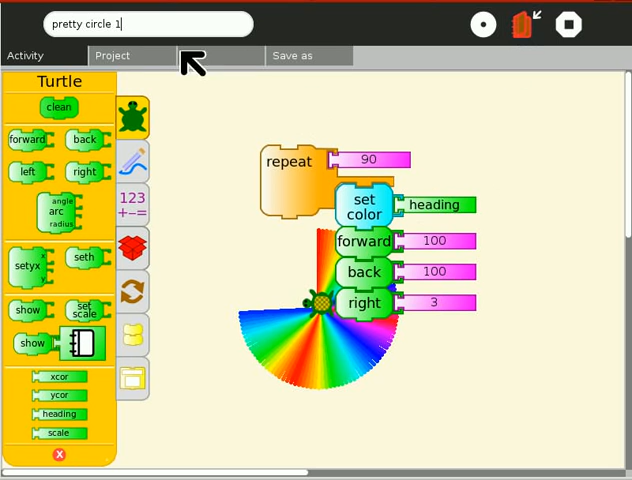 pretty circle 1
Activity
Project
Save as
Turtle
clean
forward
back
left
right
angle
arc
radius
setyx
x
y
seth
show
set
scale
show
xcor
ycor
heading
scale
123
+−=
repeat
90
set
color
heading
forward
100
back
100
right
3